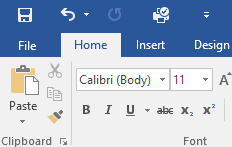 File Home Insert Design
Calibri (Body) 11 A
Paste B I U abc X₂ X²
Clipboard Font